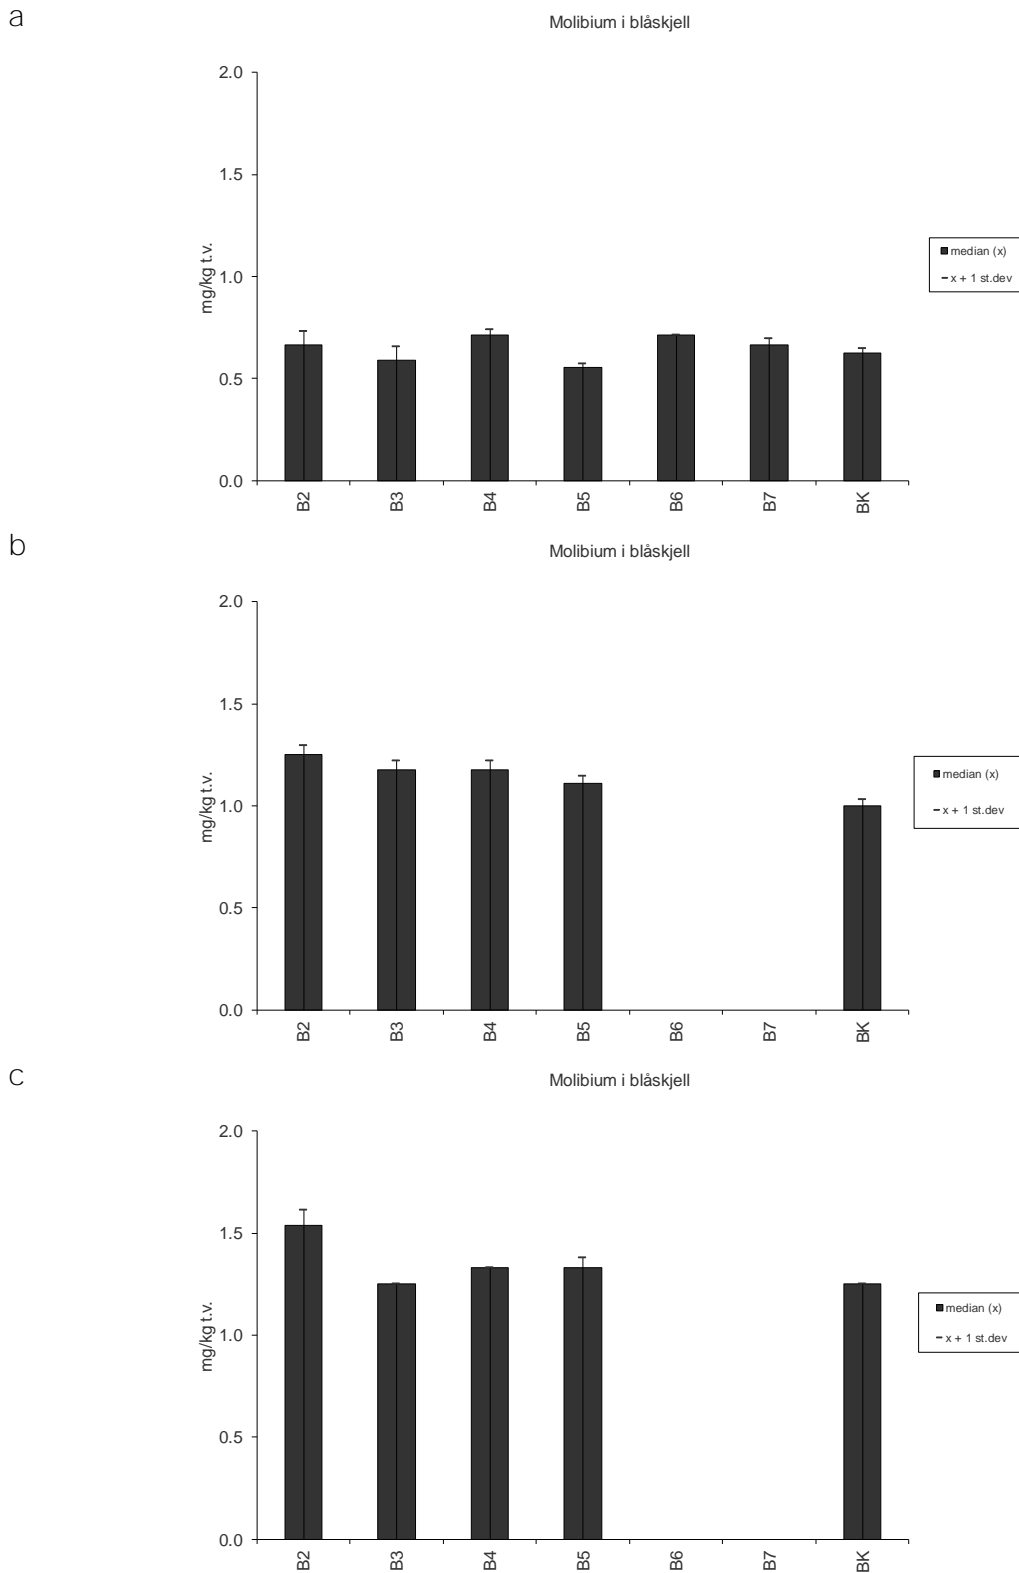 a
Molibium i blåskjell
2.0
1.5
1.0
0.5
0.0
mg/kg t.v.
B2 B3 B4 B5 B6 B7 BK
median (x)
x + 1 st.dev
b
Molibium i blåskjell
2.0
1.5
1.0
0.5
0.0
mg/kg t.v.
B2 B3 B4 B5 B6 B7 BK
median (x)
x + 1 st.dev
c
Molibium i blåskjell
2.0
1.5
1.0
0.5
0.0
mg/kg t.v.
B2 B3 B4 B5 B6 B7 BK
median (x)
x + 1 st.dev